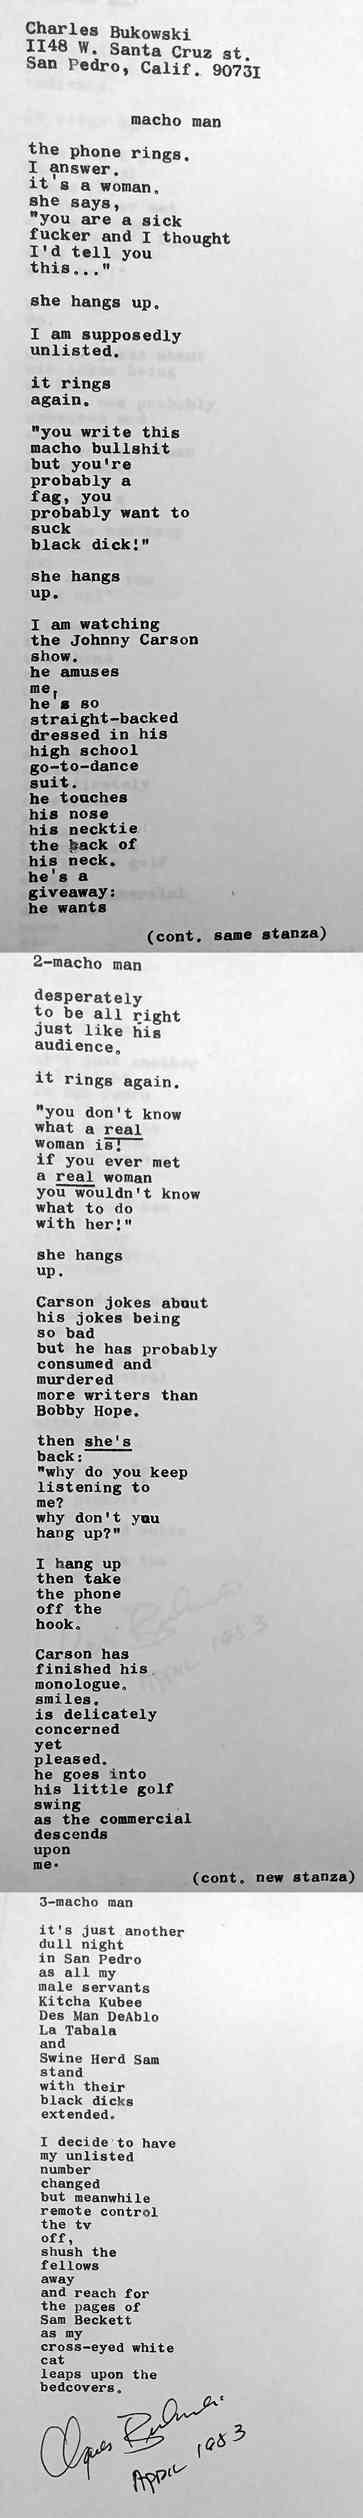 Charles Bukowski
II48 W. Santa Cruz st.
San Pedro, Calif. 9073I
macho man
the phone rings.
I answer.
it's a woman.
she says,
"you are a sick
fucker and I thought
I'd tell you
this..."
she hangs up.
I am supposedly
unlisted.
it rings
again.
"you write this
macho bullshit
but you're
probably a
fag, you
probably want to
suck
black dick!"
she hangs
up.
I am watching
the Johnny Carson
show.
he amuses
me,
he's so
straight-backed
dressed in his
high school
go-to-dance
suit.
he touches
his nose
his necktie
the back of
his neck.
he's a
giveaway:
he wants
(cont. same stanza)
2-macho man
desperately
to be all right
just like his
audience.
it rings again.
"you don't know
what a real
woman is!
if you ever met
a real woman
you wouldn't know
what to do
with her!"
she hangs
up.
Carson jokes about
his jokes being
so bad
but he has probably
consumed and
murdered
more writers than
Bobby Hope.
then she's
back:
"why do you keep
listening to
me?
why don't you
hang up?"
I hang up
then take
the phone
off the
hook.
Carson has
finished his
monologue.
smiles.
is delicately
concerned
yet
pleased.
he goes into
his little golf
swing
as the commercial
descends
upon
me.
(cont. new stanza)
3-macho man
it's just another
dull night
in San Pedro
as all my
male servants
Kitcha Kubee
Des Man DeAblo
La Tabala
and
Swine Herd Sam
stand
with their
black dicks
extended.
I decide to have
my unlisted
number
changed
but meanwhile
remote control
the tv
off,
shush the
fellows
away
and reach for
the pages of
Sam Beckett
as my
cross-eyed white
cat
leaps upon the
bedcovers.
Charles Bukowski
APRIL 1983